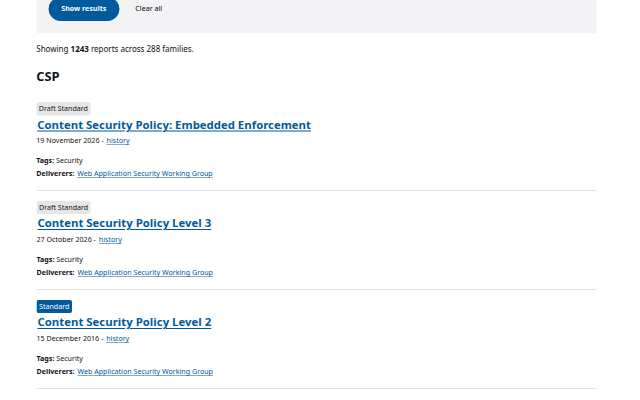 Show results
Clear all
Showing 1243 reports across 288 families.
CSP
Draft Standard
Content Security Policy: Embedded Enforcement
19 November 2026 - history
Tags: Security
Deliverers: Web Application Security Working Group
Draft Standard
Content Security Policy Level 3
27 October 2026 - history
Tags: Security
Deliverers: Web Application Security Working Group
Standard
Content Security Policy Level 2
15 December 2016 - history
Tags: Security
Deliverers: Web Application Security Working Group